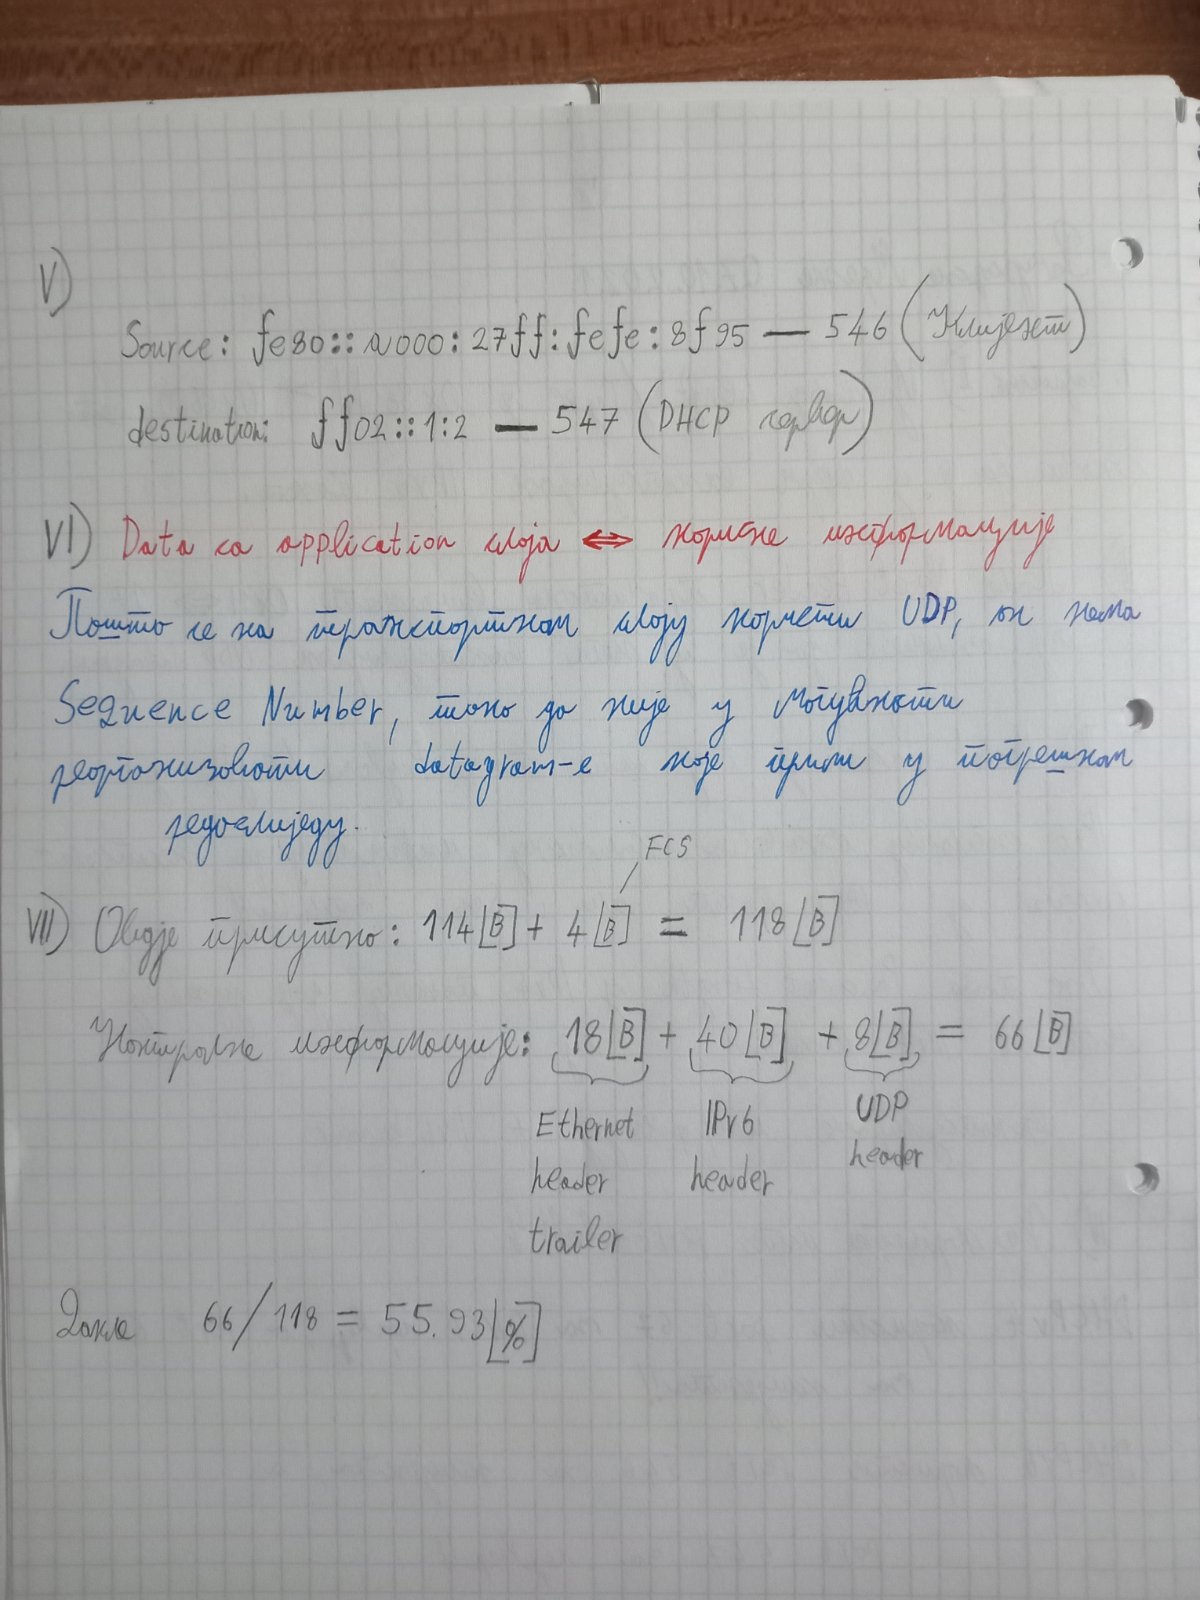 V)
Source: fe80::a000:27ff:fefe:8f95 — 546 (Клијент)
destination: ff02::1:2 — 547 (DHCP сервер)
VI) Data са application слоја ⇔ корисне информације
Пошто се на транспортном слоју користи UDP, он нема
Sequence Number, тако да није у могућности
реорганизовати datagram-е који приме у погрешном
редослиједу.
FCS
VII) Овдје присутно: 114[B] + 4[B] = 118[B]
Контролне информације: 18[B] + 40[B] + 8[B] = 66[B]
Ethernet IPv6 UDP
header header header
trailer
Дакле 66/118 = 55.93[%]